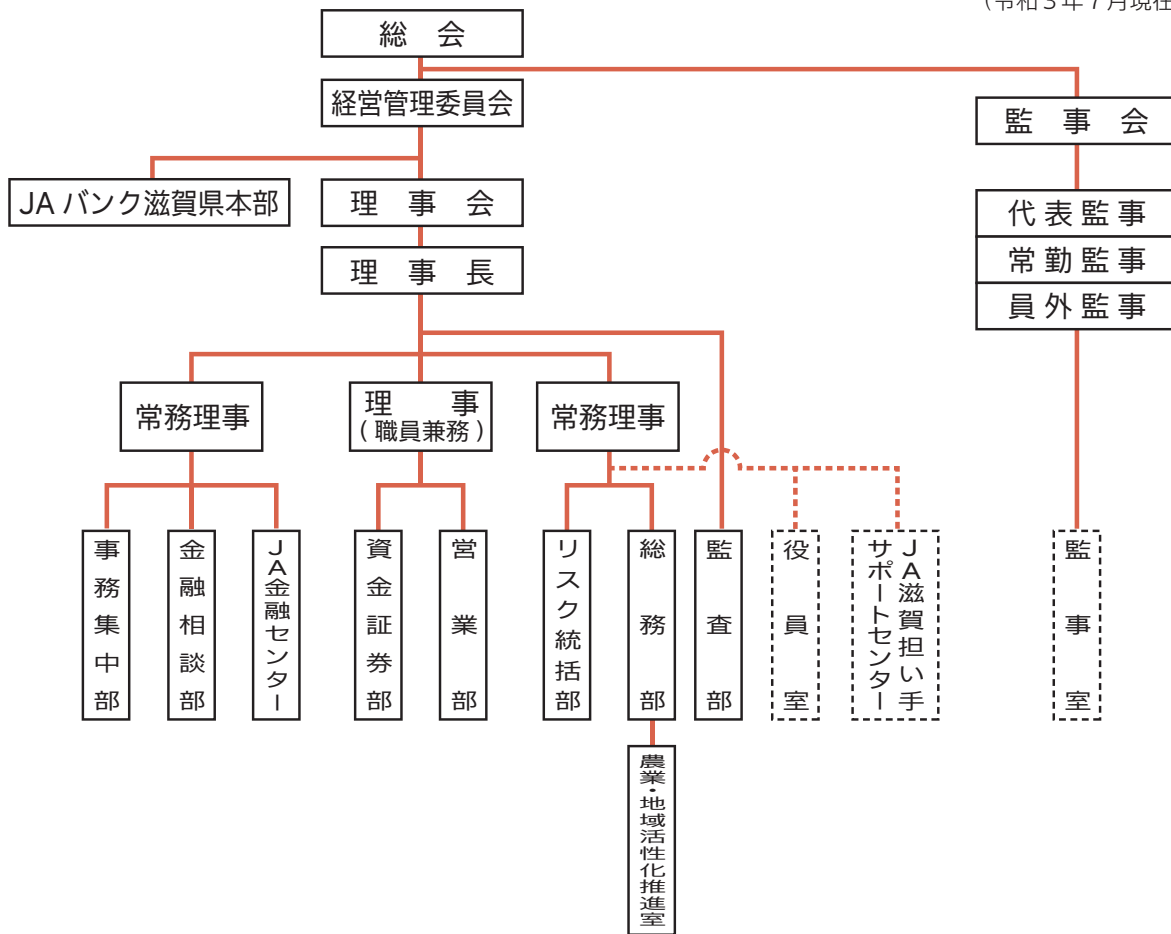 (令和3年7月現在
総会
経営管理委員会
監事会
JAバンク滋賀県本部
理事会
代表監事
理事長
常勤監事
員外監事
常務理事
理事
(職員兼務)
常務理事
事務集中部
金融相談部
JA金融センター
資金証券部
営業部
リスク統括部
総務部
監査部
役員室
JA滋賀担い手
サポートセンター
監事室
農業・地域活性化推進室